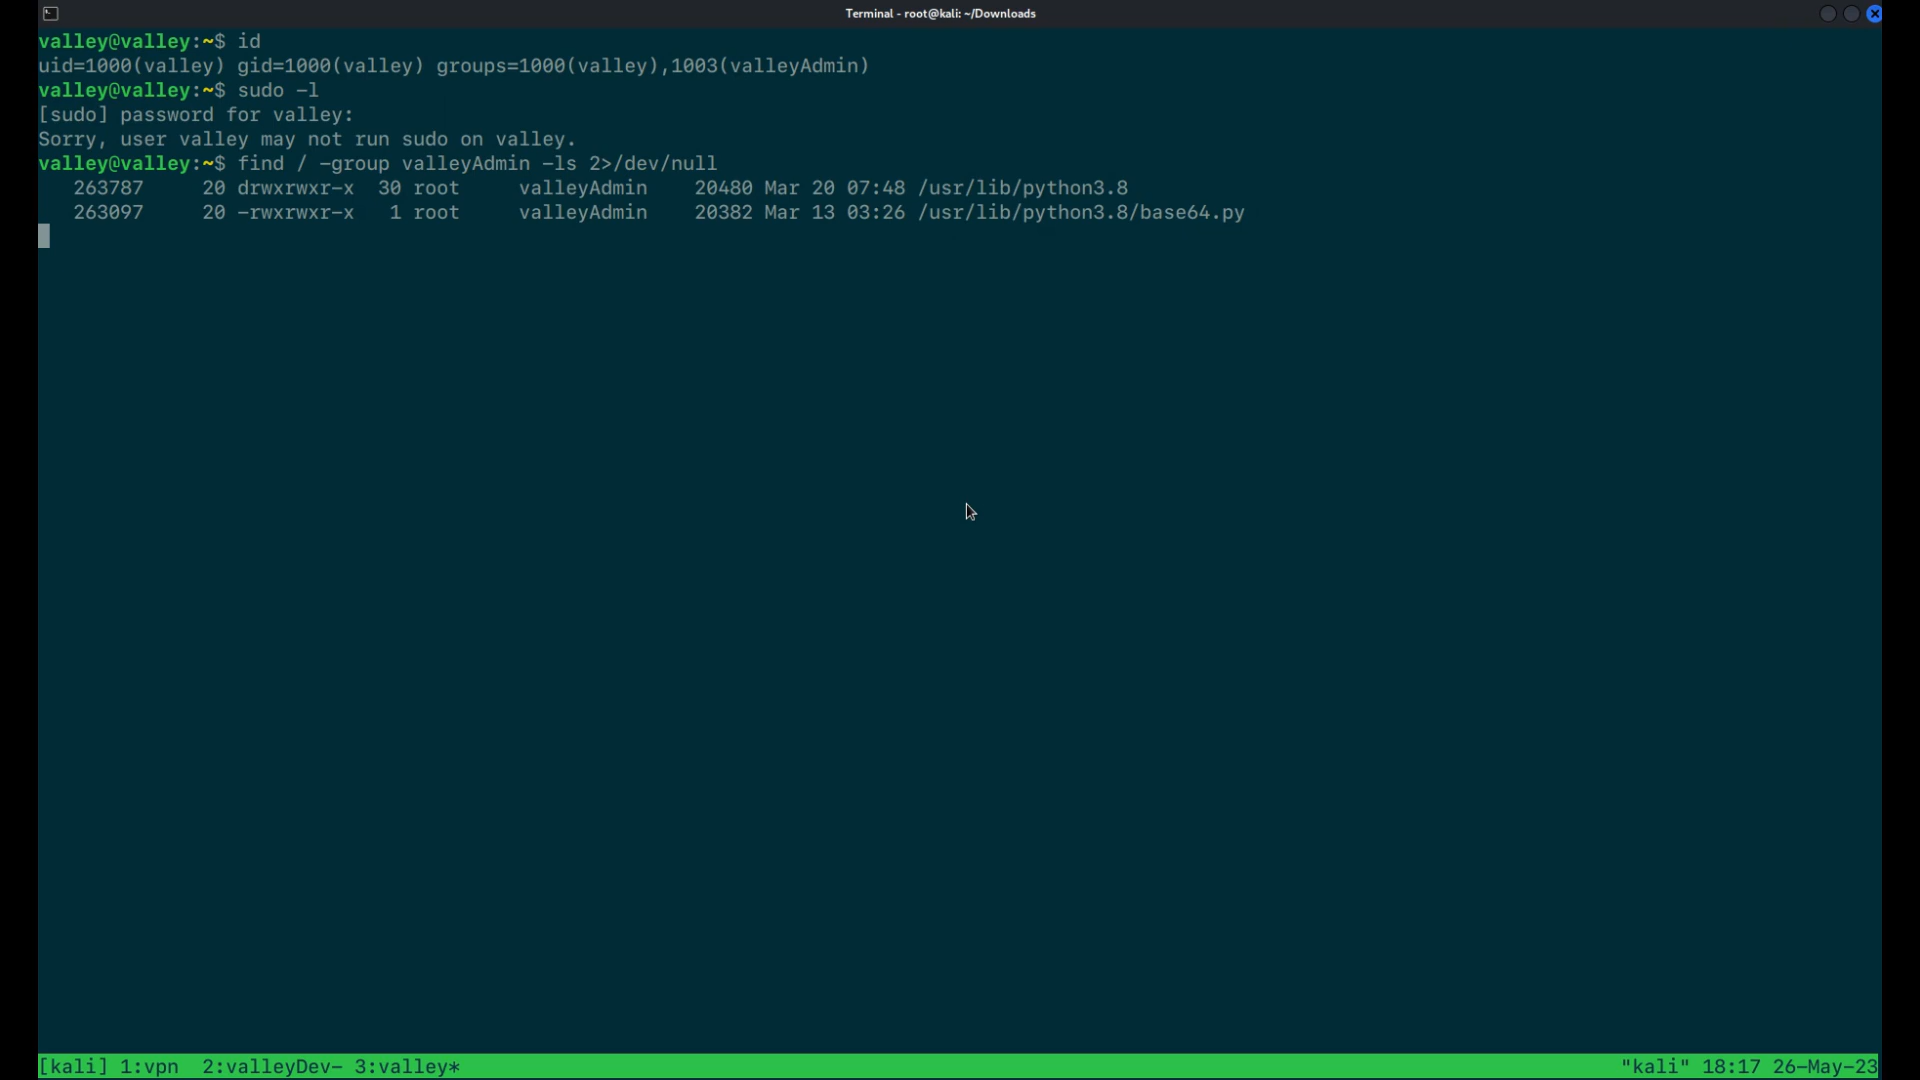 Terminal - root@kali: ~/Downloads
valley@valley:~$ id
uid=1000(valley) gid=1000(valley) groups=1000(valley),1003(valleyAdmin)
valley@valley:~$ sudo -l
[sudo] password for valley:
Sorry, user valley may not run sudo on valley.
valley@valley:~$ find / -group valleyAdmin -ls 2>/dev/null
   263787     20 drwxrwxr-x  30 root     valleyAdmin    20480 Mar 20 07:48 /usr/lib/python3.8
   263097     20 -rwxrwxr-x   1 root     valleyAdmin    20382 Mar 13 03:26 /usr/lib/python3.8/base64.py
[kali] 1:vpn  2:valleyDev- 3:valley* "kali" 18:17 26-May-23